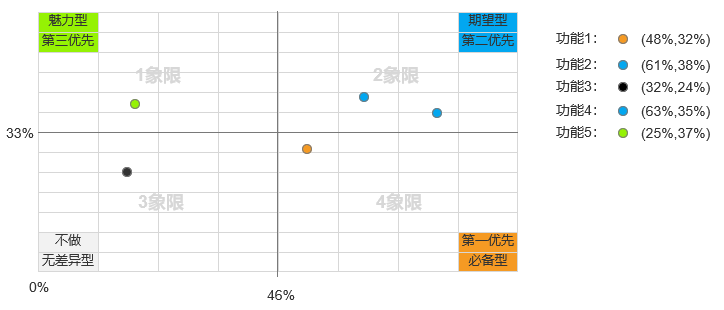 魅力型
第三优先
期望型
第二优先
1象限
2象限
33%
3象限
4象限
不做
无差异型
第一优先
必备型
0%
46%
功能1： (48%,32%)
功能2： (61%,38%)
功能3： (32%,24%)
功能4： (63%,35%)
功能5： (25%,37%)